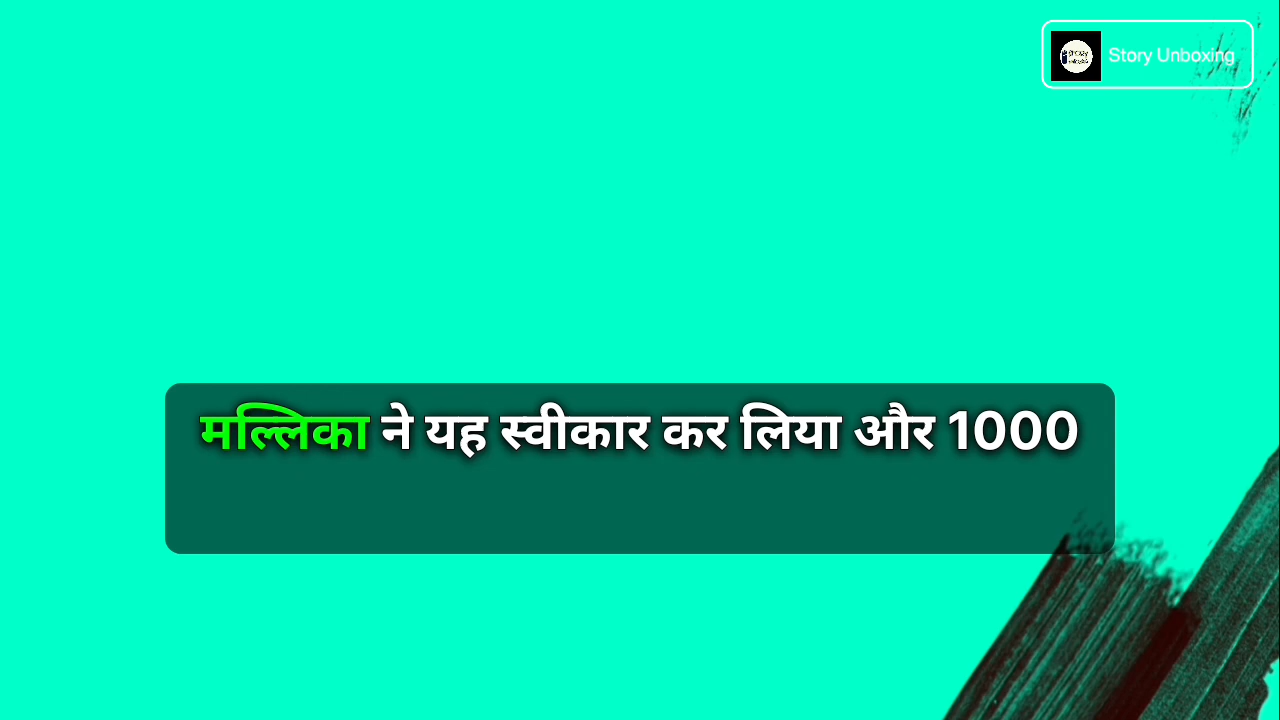 Story Unboxing
मल्लिका ने यह स्वीकार कर लिया और 1000